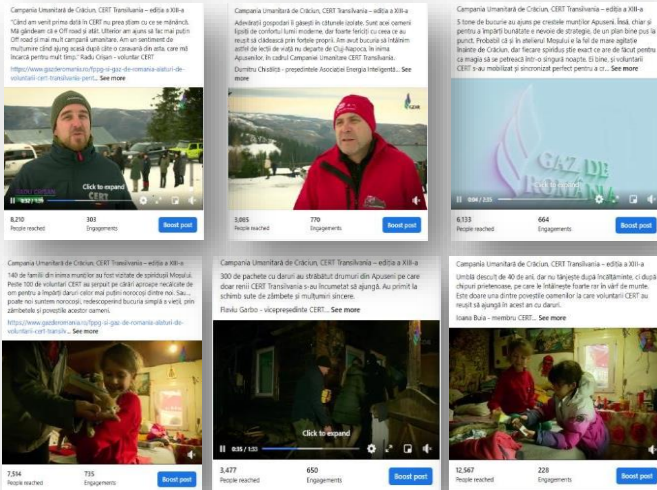 Campania Umanitară de Crăciun, CERT Transilvania – ediția a XIII-a
"Când am venit prima dată în CERT nu prea știam cu ce se mănâncă.
Mă gândeam că e Off road și atât. Ulterior am ajuns să fac mai puțin
Off road și mai mult campanii umanitare. Am un sentiment de
mulțumire când ajung acasă după câte o caravană din asta, care mă
încarcă pentru mult timp." Radu Crișan - voluntar CERT
https://www.gazderomania.ro/fppg-si-gaz-de-romania-alaturi-de-
voluntarii-cert-transilvania-pent... See more
RADU CRIȘAN
CERT
Click to expand
0:32 / 1:31
8,210
People reached
303
Engagements
Boost post
Campania Umanitară de Crăciun, CERT Transilvania – ediția a XIII-a
Adevărații gospodari îi găsești în cătunele izolate. Sunt acei oameni
lipsiți de confortul lumii moderne, dar foarte fericiți cu ceea ce au
reușit să clădească prin forțele proprii. Am avut bucuria să întâlnim
astfel de lecții de viață nu departe de Cluj-Napoca, în inima
Apusenilor, în cadrul Campaniei Umanitare CERT Transilvania.
Dumitru Chisăliță - președintele Asociației Energia Inteligentă... See
more
3,085
People reached
770
Engagements
Boost post
Campania Umanitară de Crăciun, CERT Transilvania – ediția a XIII-a
5 tone de bucurie au ajuns pe crestele munților Apuseni. Însă, chiar și
pentru a împărți bunătate e nevoie de strategie, de un plan bine pus la
punct. Probabil că și în atelierul Moșului e la fel de mare agitație
înainte de Crăciun, dar fiecare spiriduș știe exact ce are de făcut pentru
ca magia să se petreacă într-o singură noapte. Ei bine, și voluntarii
CERT s-au mobilizat și sincronizat perfect pentru a cr... See more
GAZ DE
ROMÂNIA
Click to expand
0:04 / 2:31
6,133
People reached
664
Engagements
Boost post
Campania Umanitară de Crăciun, CERT Transilvania – ediția a XIII-a
140 de familii din inima munților au fost vizitate de spiridușii Moșului.
Peste 100 de voluntari CERT au șerpuit pe cărări aproape necălcate de
om pentru a împărți daruri celor mai puțini norocoși dintre noi. Sau...
poate noi suntem norocoși, redescoperind bucuria simplă a vieții, prin
zâmbetele și poveștile acestor oameni.
https://www.gazderomania.ro/fppg-si-gaz-de-romania-alaturi-de-
voluntarii-cert-transilv... See more
7,514
People reached
735
Engagements
Boost post
Campania Umanitară de Crăciun, CERT Transilvania – ediția a XIII-a
300 de pachete cu daruri au străbătut drumuri din Apuseni pe care
doar renii CERT Transilvania s-au încumetat să ajungă. Au primit la
schimb sute de zâmbete și mulțumiri sincere.
Flaviu Garbo - vicepreședinte CERT... See more
Click to expand
0:35 / 1:53
3,477
People reached
650
Engagements
Boost post
Campania Umanitară de Crăciun, CERT Transilvania – ediția a XIII-a
Umblă desculț de 40 de ani, dar nu tânjește după încălțăminte, ci după
chipuri prietenoase, pe care le întâlnește foarte rar în vârf de munte.
Este doar una dintre poveștile oamenilor la care voluntarii CERT au
reușit să ajungă în acest an cu daruri.
Ioana Buia - membru CERT... See more
12,567
People reached
228
Engagements
Boost post